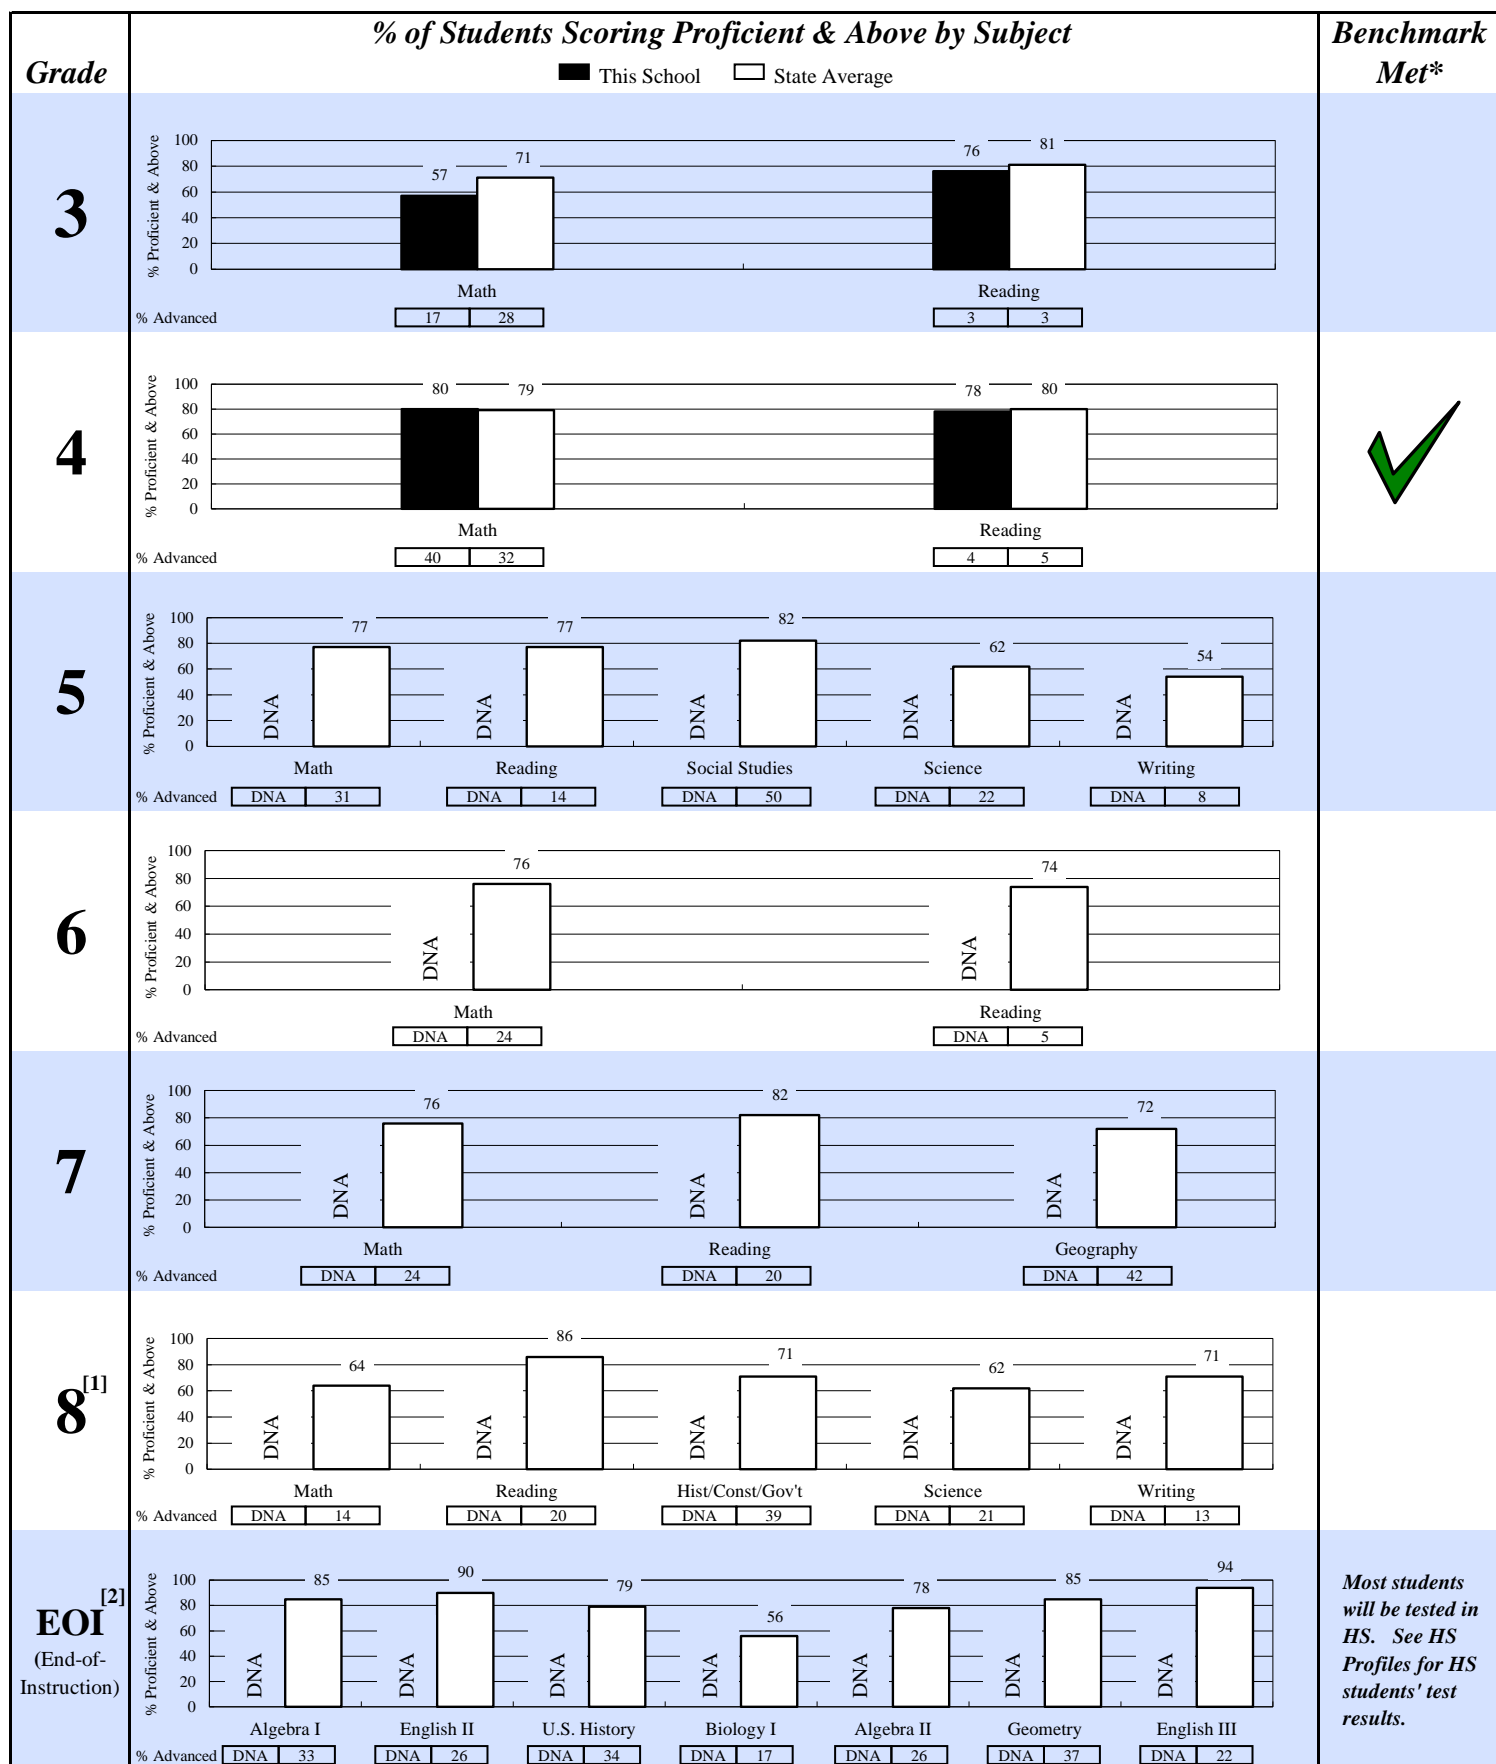 % of Students Scoring Proficient & Above by Subject
Benchmark
Met*
Grade
This School
State Average
3
% Proficient & Above
100
80
60
40
20
0
57
71
76
81
Math
Reading
% Advanced
17
28
3
3
4
% Proficient & Above
100
80
60
40
20
0
80
79
78
80
Math
Reading
% Advanced
40
32
4
5
5
% Proficient & Above
100
80
60
40
20
0
DNA
77
DNA
77
DNA
82
DNA
62
DNA
54
Math
Reading
Social Studies
Science
Writing
% Advanced
DNA
31
DNA
14
DNA
50
DNA
22
DNA
8
6
% Proficient & Above
100
80
60
40
20
0
DNA
76
DNA
74
Math
Reading
% Advanced
DNA
24
DNA
5
7
% Proficient & Above
100
80
60
40
20
0
DNA
76
DNA
82
DNA
72
Math
Reading
Geography
% Advanced
DNA
24
DNA
20
DNA
42
8[1]
% Proficient & Above
100
80
60
40
20
0
DNA
64
DNA
86
DNA
71
DNA
62
DNA
71
Math
Reading
Hist/Const/Gov't
Science
Writing
% Advanced
DNA
14
DNA
20
DNA
39
DNA
21
DNA
13
EOI[2]
(End-of-
Instruction)
% Proficient & Above
100
80
60
40
20
0
DNA
85
DNA
90
DNA
79
DNA
56
DNA
78
DNA
85
DNA
94
Algebra I
English II
U.S. History
Biology I
Algebra II
Geometry
English III
% Advanced
DNA
33
DNA
26
DNA
34
DNA
17
DNA
26
DNA
37
DNA
22
Most students
will be tested in
HS. See HS
Profiles for HS
students' test
results.